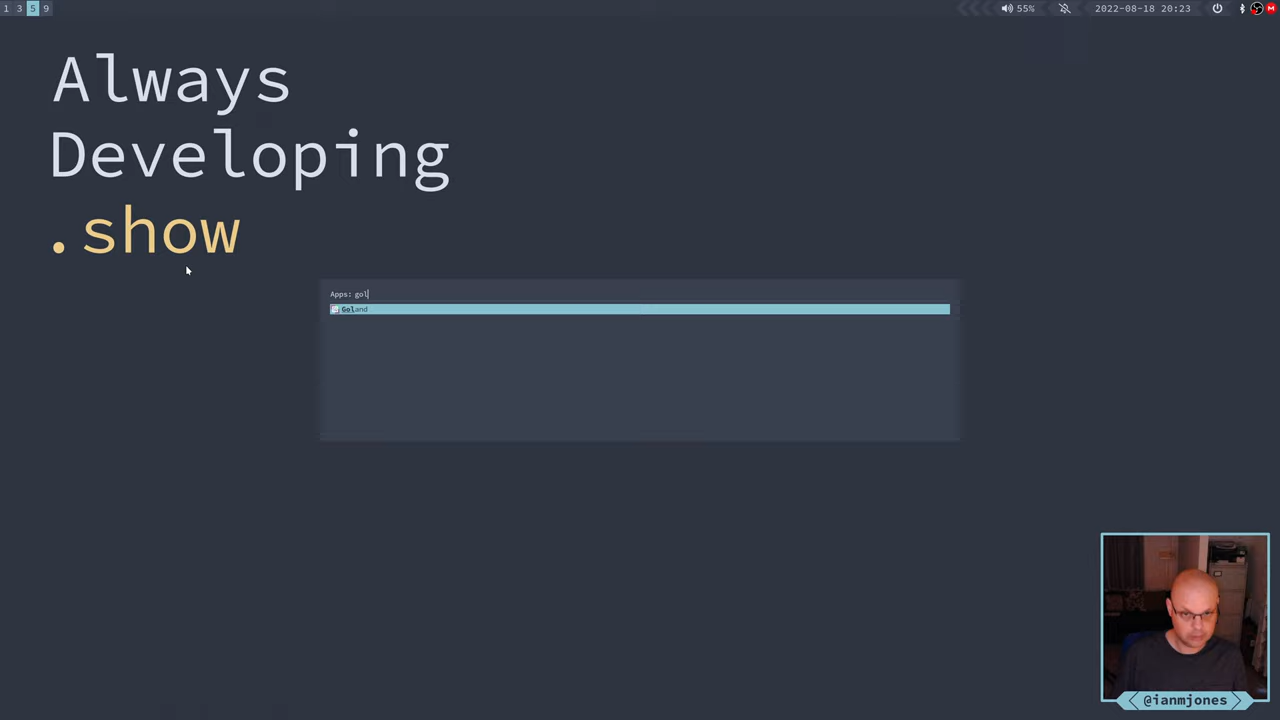 1 3 5 9
55%
2022-08-18 20:23
M
Always
Developing
.show
Apps: gol
Goland
@ianmjones